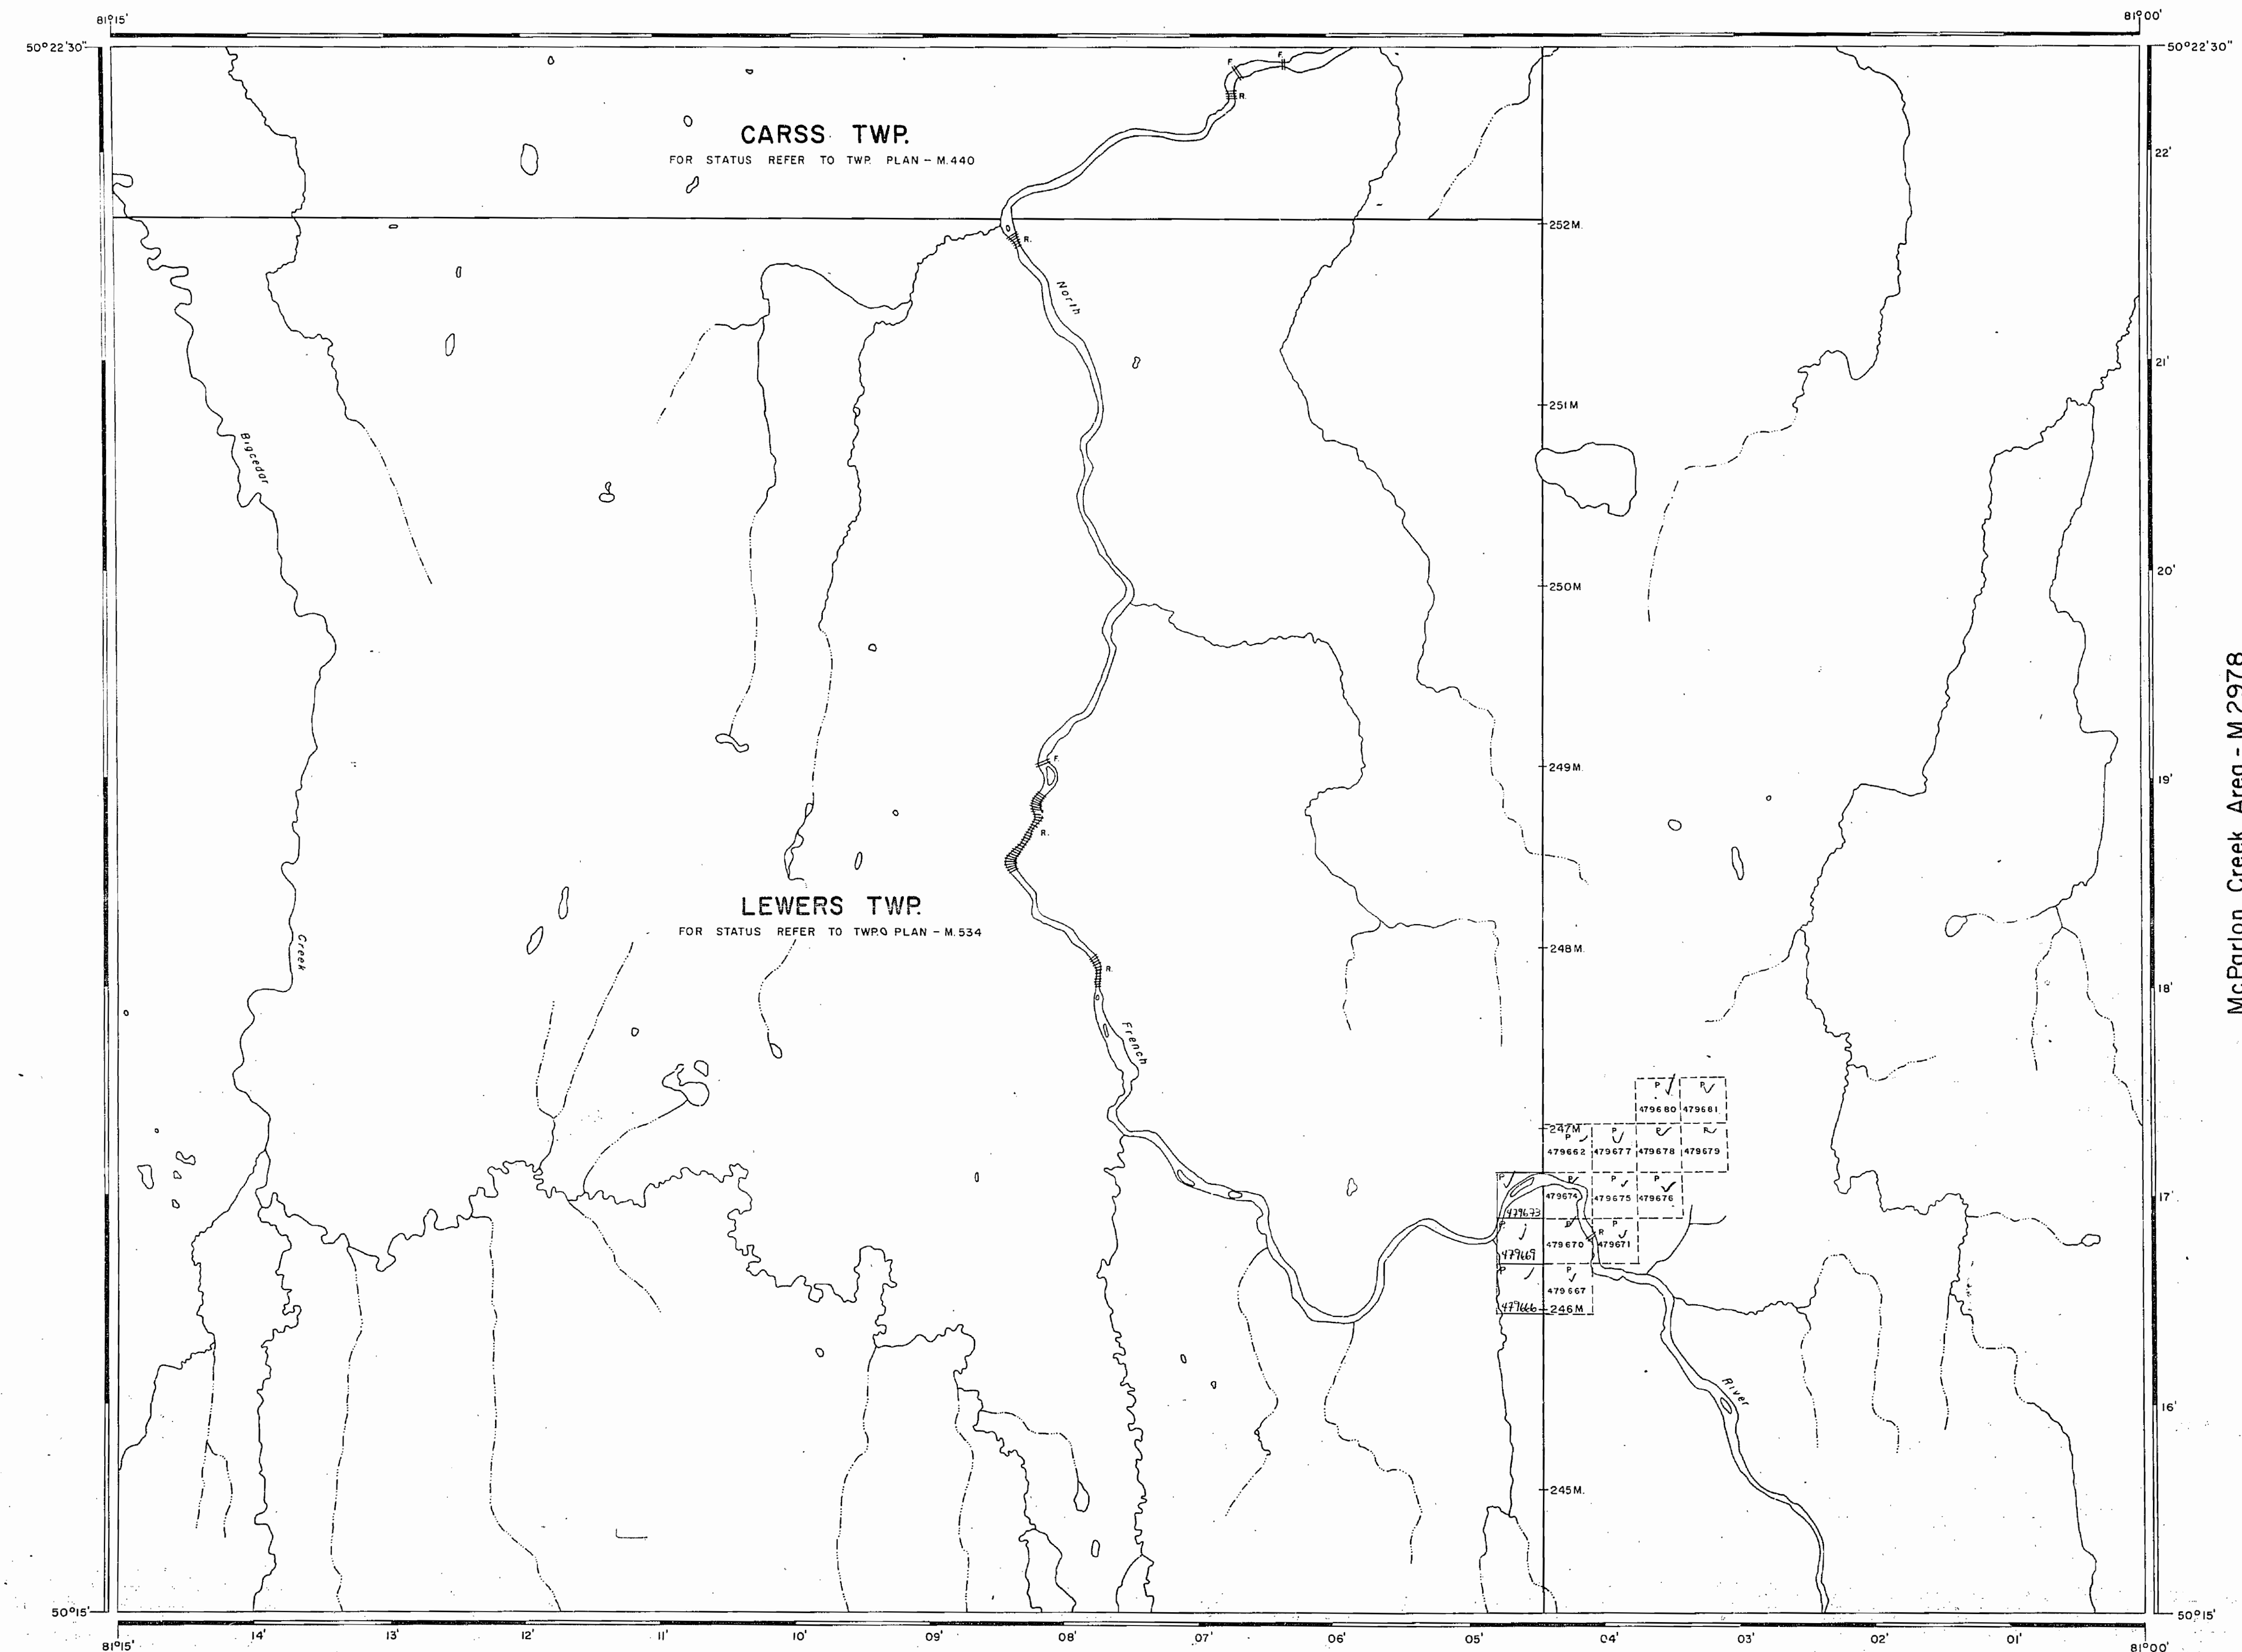 81°15'
81°00'
50°22'30"
50°22'30"
F.
F.
R.
CARSS TWP.
FOR STATUS REFER TO TWP. PLAN - M.440
22'
252M.
R.
North
21'
251M
Bigcedar
20'
250M
McParlon Creek Area - M.2978
249M.
19'
F.
R.
LEWERS TWP.
FOR STATUS REFER TO TWP. PLAN - M.534
Creek
248M.
R.
18'
French
P P
479680 479681
247M
P P P P
479662 479677 479678 479679
P P P P
479674 479675 479676
17'
479673
P P P
R
479670 479671
479669
P P
479667
479666 246M
River
16'
245M.
50°15'
50°15'
81°15'
14'
13'
12'
11'
10'
09'
08'
07'
06'
05'
04'
03'
02'
01'
81°00'